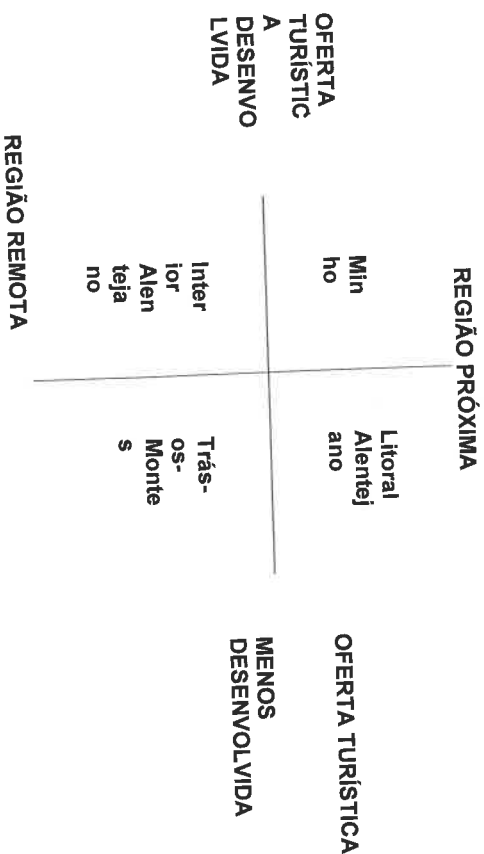 REGIÃO PRÓXIMA
Min
ho
Litoral
Alentej
ano
OFERTA
TURÍSTIC
A
DESENVO
LVIDA
OFERTA TURÍSTICA
MENOS
DESENVOLVIDA
Inter
ior
Alen
teja
no
Trás-
os-
Monte
s
REGIÃO REMOTA